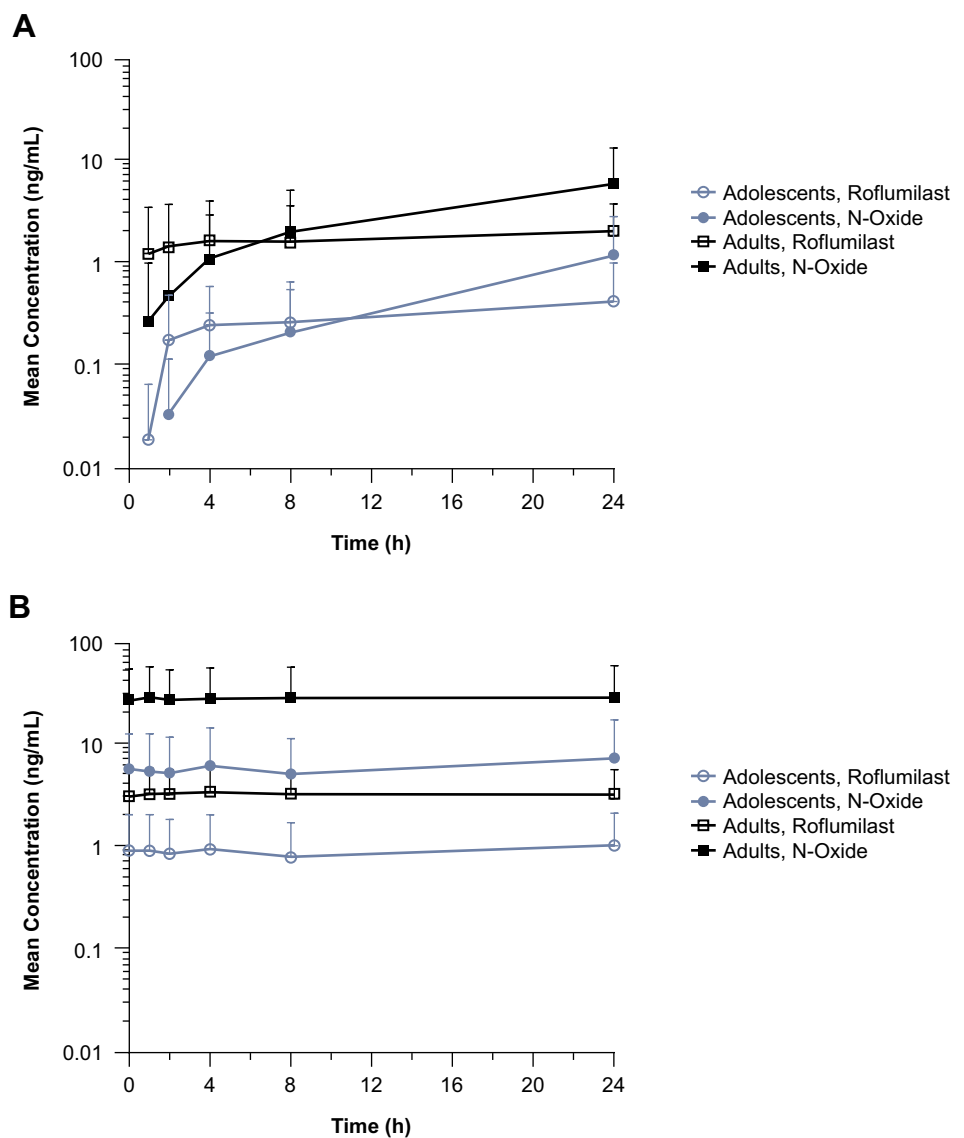 A
Mean Concentration (ng/mL)
100
10
1
0.1
0.01
0 4 8 12 16 20 24
Time (h)
Adolescents, Roflumilast
Adolescents, N-Oxide
Adults, Roflumilast
Adults, N-Oxide
B
Mean Concentration (ng/mL)
100
10
1
0.1
0.01
0 4 8 12 16 20 24
Time (h)
Adolescents, Roflumilast
Adolescents, N-Oxide
Adults, Roflumilast
Adults, N-Oxide